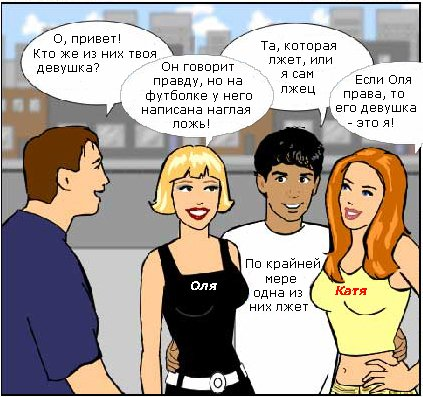 О, привет!
Кто же из них твоя
девушка?
Он говорит
правду, но на
футболке у него
написана наглая
ложь!
Та, которая
лжет, или
я сам
лжец
Если Оля
права, то
его девушка
- это я!
Оля
По крайней
мере
одна из
них лжет
Катя